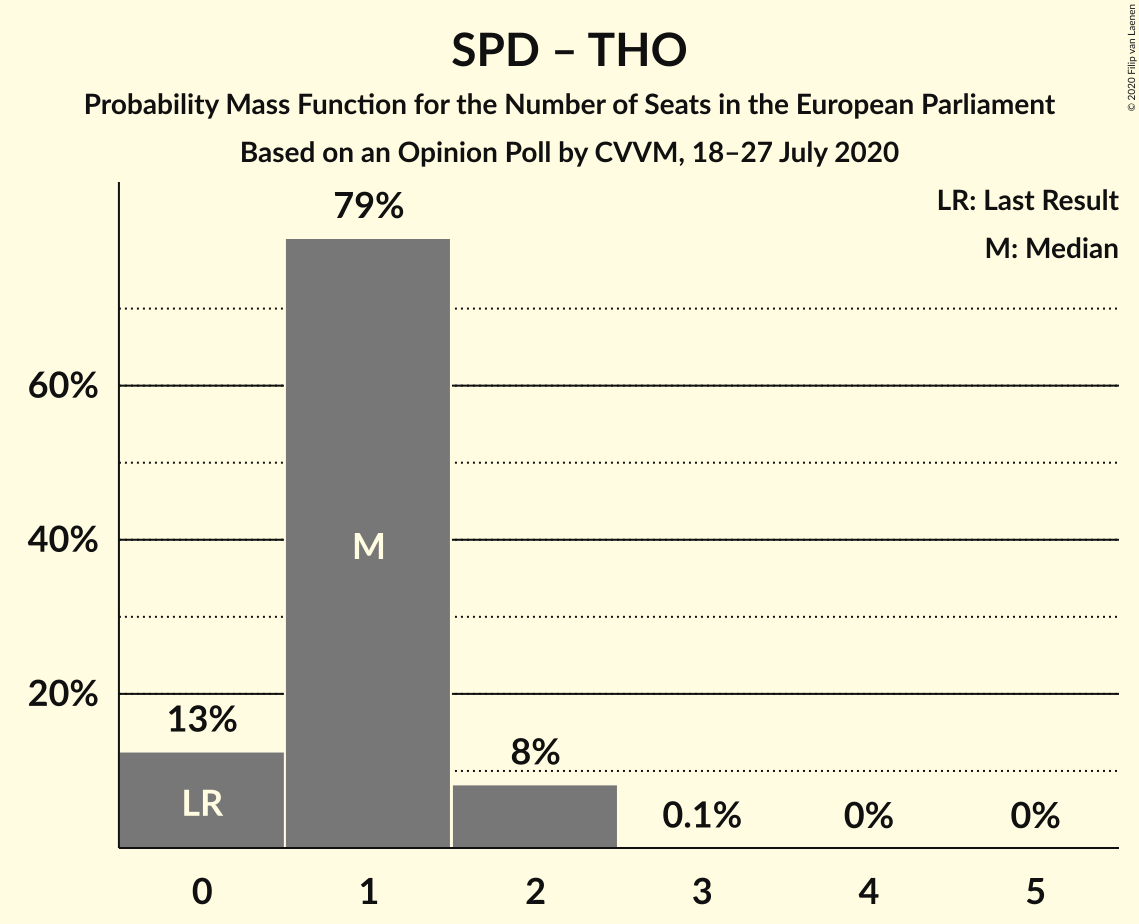 SPD – THO
Probability Mass Function for the Number of Seats in the European Parliament
Based on an Opinion Poll by CVVM, 18–27 July 2020
© 2020 Filip van Laenen
LR: Last Result
M: Median
79%
60%
40%
20%
M
13%
LR
8%
0.1%
0%
0%
0 1 2 3 4 5